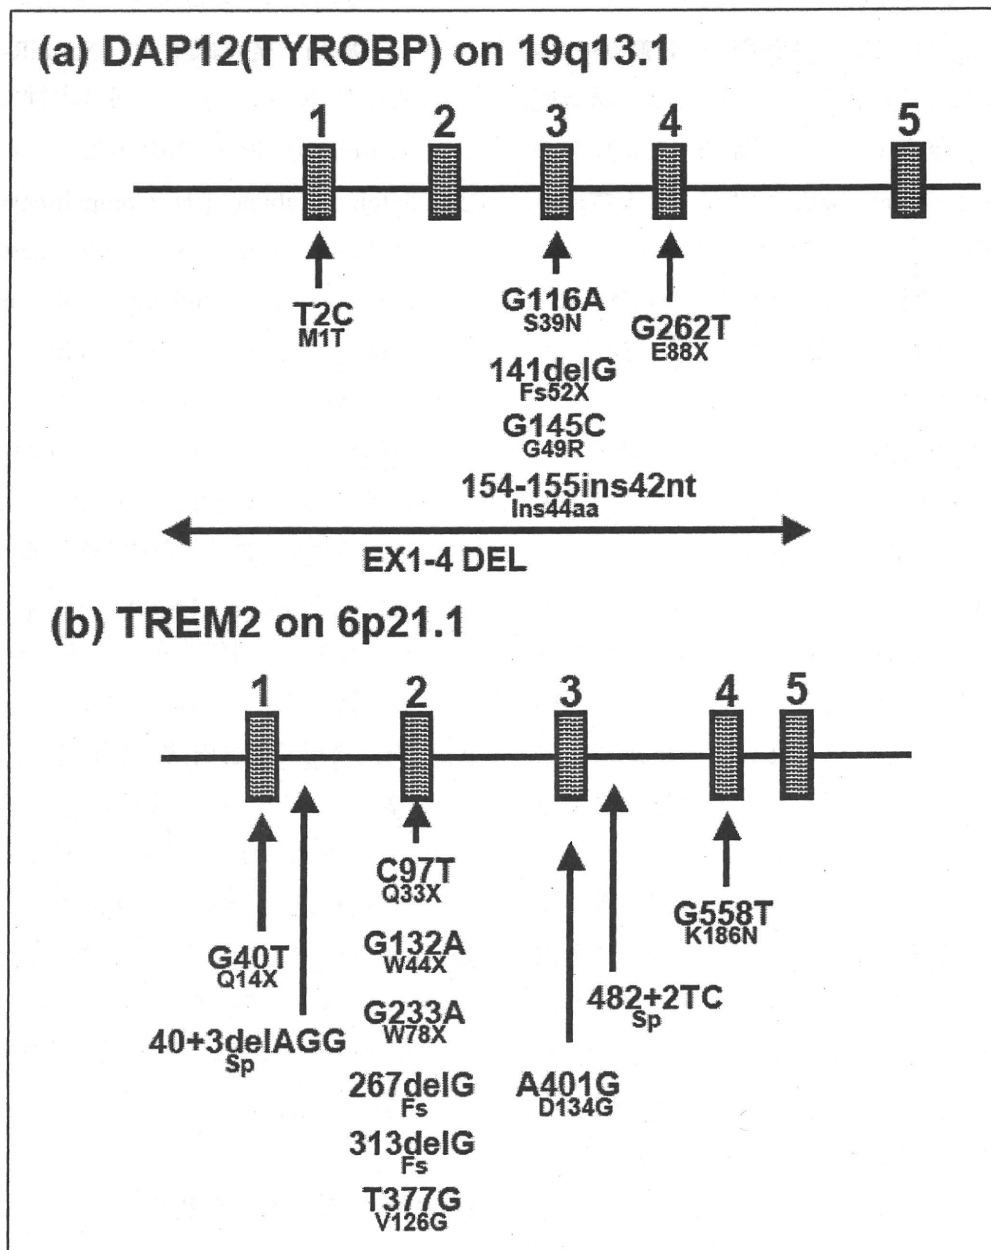 (a) DAP12(TYROBP) on 19q13.1
1 2 3 4 5
T2C
M1T
G116A
S39N
141delG
Fs52X
G145C
G49R
154-155ins42nt
Ins44aa
G262T
E88X
EX1-4 DEL
(b) TREM2 on 6p21.1
1 2 3 4 5
G40T
Q14X
40+3delAGG
Sp
C97T
Q33X
G132A
W44X
G233A
W78X
267delG
Fs
313delG
Fs
T377G
V126G
A401G
D134G
482+2TC
Sp
G558T
K186N